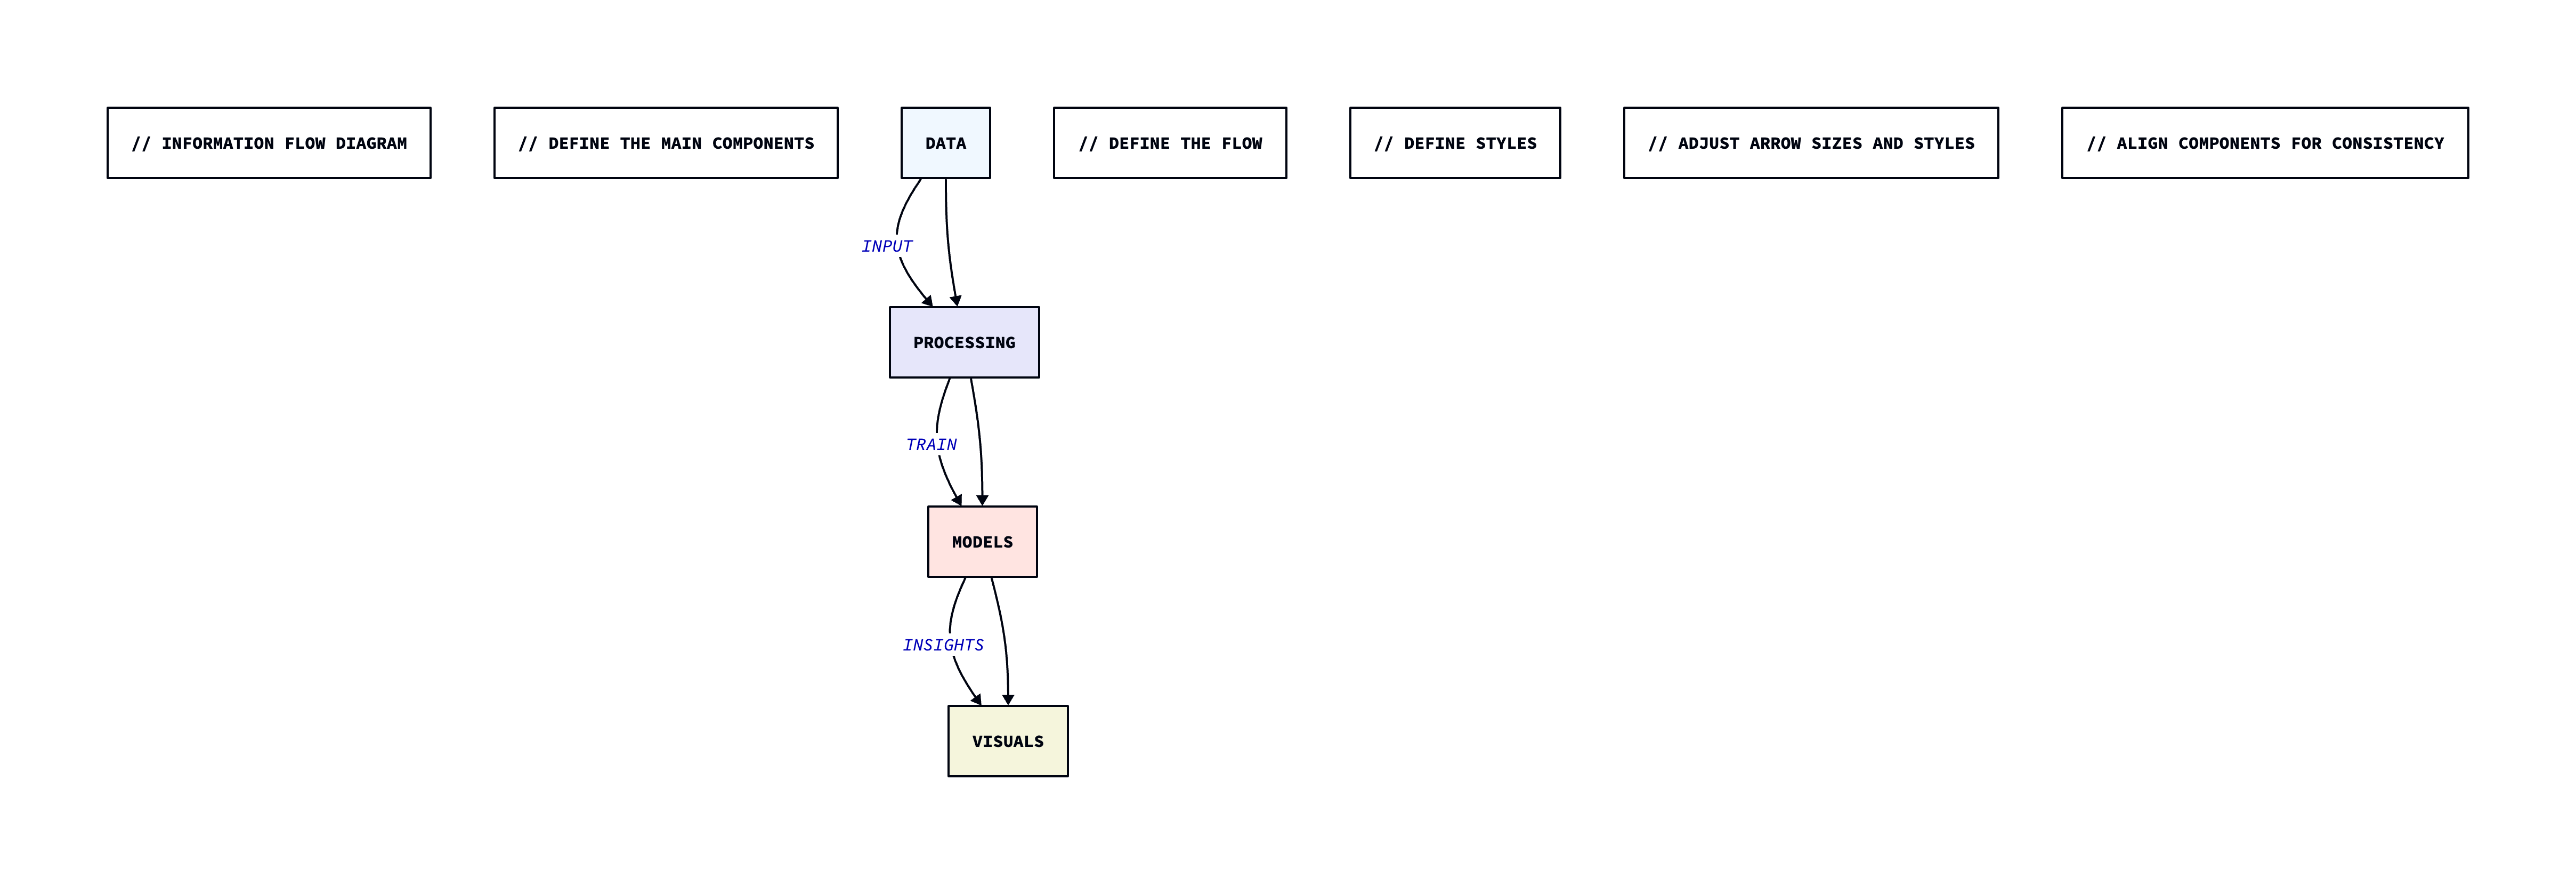 // INFORMATION FLOW DIAGRAM
// DEFINE THE MAIN COMPONENTS
DATA
// DEFINE THE FLOW
// DEFINE STYLES
// ADJUST ARROW SIZES AND STYLES
// ALIGN COMPONENTS FOR CONSISTENCY
INPUT
PROCESSING
TRAIN
MODELS
INSIGHTS
VISUALS